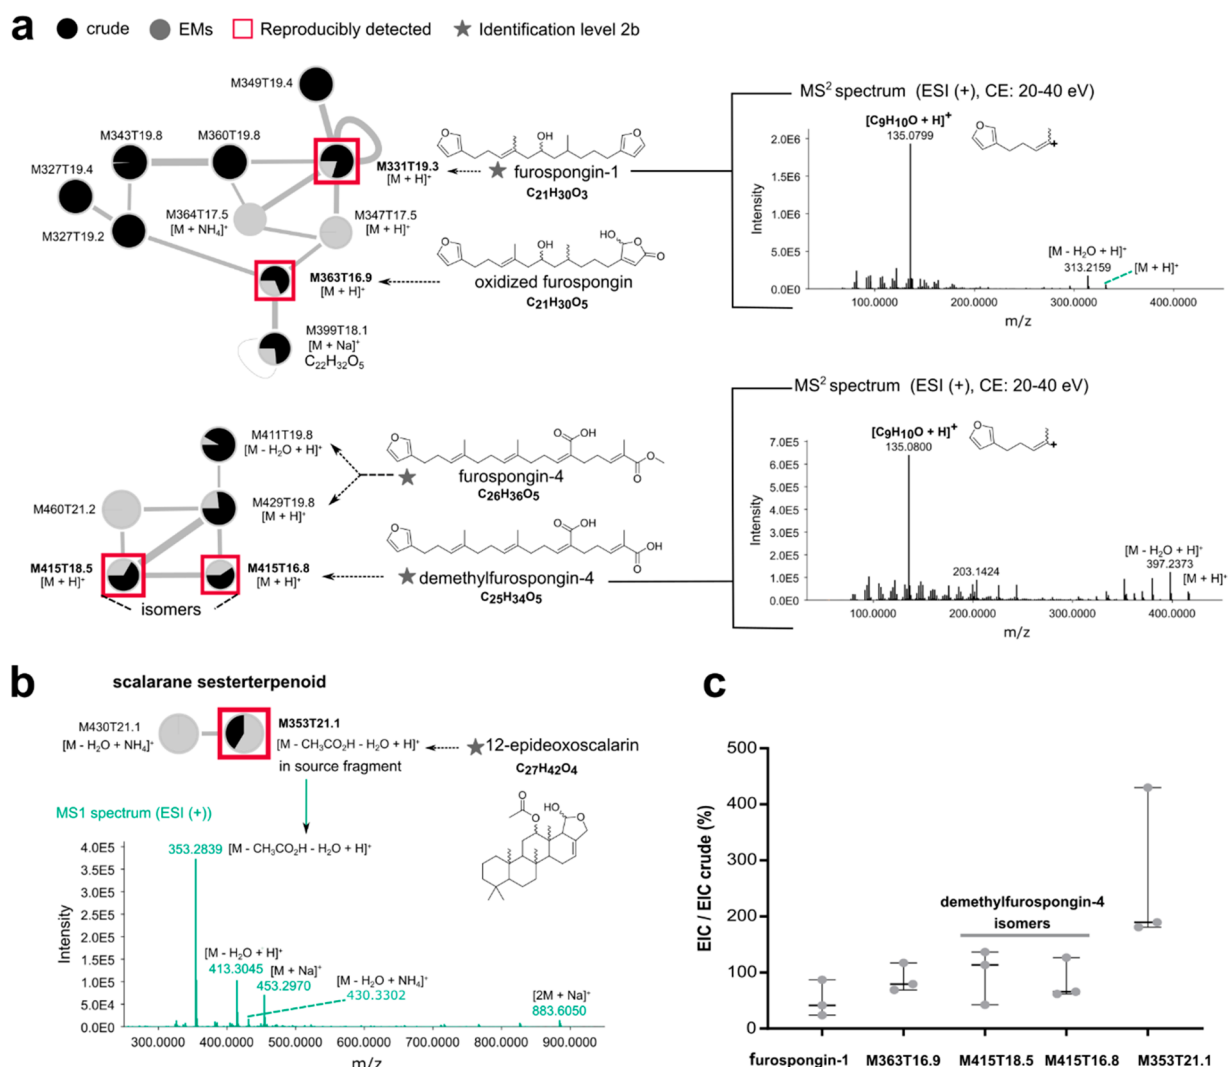 a
crude
EMs
Reproducibly detected
Identification level 2b
M349T19.4
M343T19.8
M360T19.8
M327T19.4
M331T19.3
[M + H]⁺
M364T17.5
[M + NH₄]⁺
M347T17.5
[M + H]⁺
M327T19.2
M363T16.9
[M + H]⁺
M399T18.1
[M + Na]⁺
C₂₂H₃₂O₅
OH
O
O
furospongin-1
C₂₁H₃₀O₃
O
OH
HO
O
O
oxidized furospongin
C₂₁H₃₀O₅
MS² spectrum (ESI (+), CE: 20-40 eV)
[C₉H₁₀O + H]⁺
135.0799
O
+
2.0E6
1.5E6
1.0E6
5.0E5
0.0E0
Intensity
[M - H₂O + H]⁺
313.2159
[M + H]⁺
100.0000
200.0000
300.0000
400.0000
m/z
M411T19.8
[M - H₂O + H]⁺
M460T21.2
M429T19.8
[M + H]⁺
M415T18.5
[M + H]⁺
M415T16.8
[M + H]⁺
isomers
O
O
OH
O
O
furospongin-4
C₂₆H₃₆O₅
O
O
OH
OH
O
demethylfurospongin-4
C₂₅H₃₄O₅
MS² spectrum (ESI (+), CE: 20-40 eV)
[C₉H₁₀O + H]⁺
135.0800
O
+
7.0E5
6.0E5
5.0E5
4.0E5
3.0E5
2.0E5
1.0E5
0.0E0
Intensity
203.1424
[M - H₂O + H]⁺
397.2373
[M + H]⁺
100.0000
200.0000
300.0000
400.0000
m/z
b
scalarane sesterterpenoid
M430T21.1
[M - H₂O + NH₄]⁺
M353T21.1
[M - CH₃CO₂H - H₂O + H]⁺
in source fragment
12-epideoxoscalarin
C₂₇H₄₂O₄
O
O
HO
O
MS1 spectrum (ESI (+))
4.0E5
3.5E5
3.0E5
2.5E5
2.0E5
1.5E5
1.0E5
5.0E4
0.0E0
Intensity
353.2839
[M - CH₃CO₂H - H₂O + H]⁺
[M - H₂O + H]⁺
413.3045
[M + Na]⁺
453.2970
[M - H₂O + NH₄]⁺
430.3302
[2M + Na]⁺
883.6050
300.0000
400.0000
500.0000
600.0000
700.0000
800.0000
900.0000
m/z
c
500
400
300
200
100
0
EIC / EIC crude (%)
demethylfurospongin-4
isomers
furospongin-1
M363T16.9
M415T18.5
M415T16.8
M353T21.1